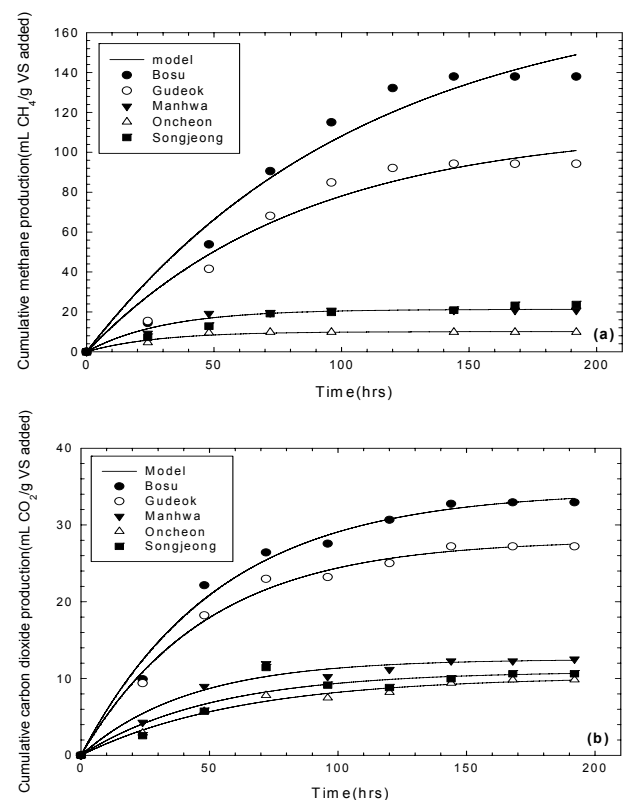 160
140
120
100
80
60
40
20
0
Cumulative methane production(mL CH₄/g VS added)
model
Bosu
Gudeok
Manhwa
Oncheon
Songjeong
(a)
0 50 100 150 200
Time(hrs)
40
30
20
10
0
Cumulative carbon dioxide production(mL CO₂/g VS added)
Model
Bosu
Gudeok
Manhwa
Oncheon
Songjeong
(b)
0 50 100 150 200
Time(hrs)